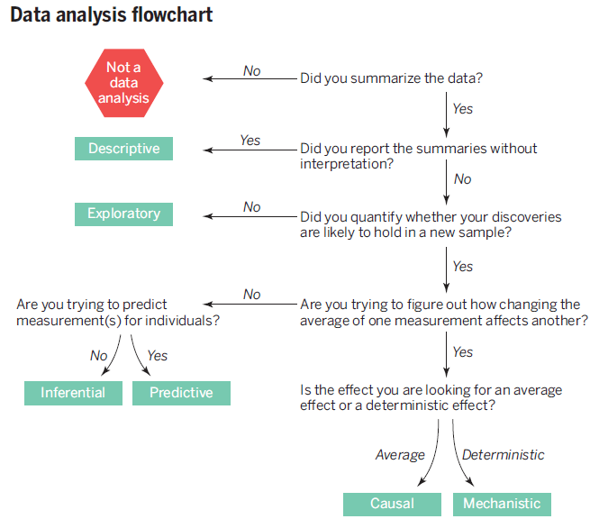 Data analysis flowchart
Not a
data
analysis
No
Did you summarize the data?
Yes
Descriptive
Yes
Did you report the summaries without
interpretation?
No
Exploratory
No
Did you quantify whether your discoveries
are likely to hold in a new sample?
Yes
Are you trying to predict
measurement(s) for individuals?
No
Are you trying to figure out how changing the
average of one measurement affects another?
No
Yes
Yes
Inferential
Predictive
Is the effect you are looking for an average
effect or a deterministic effect?
Average
Deterministic
Causal
Mechanistic